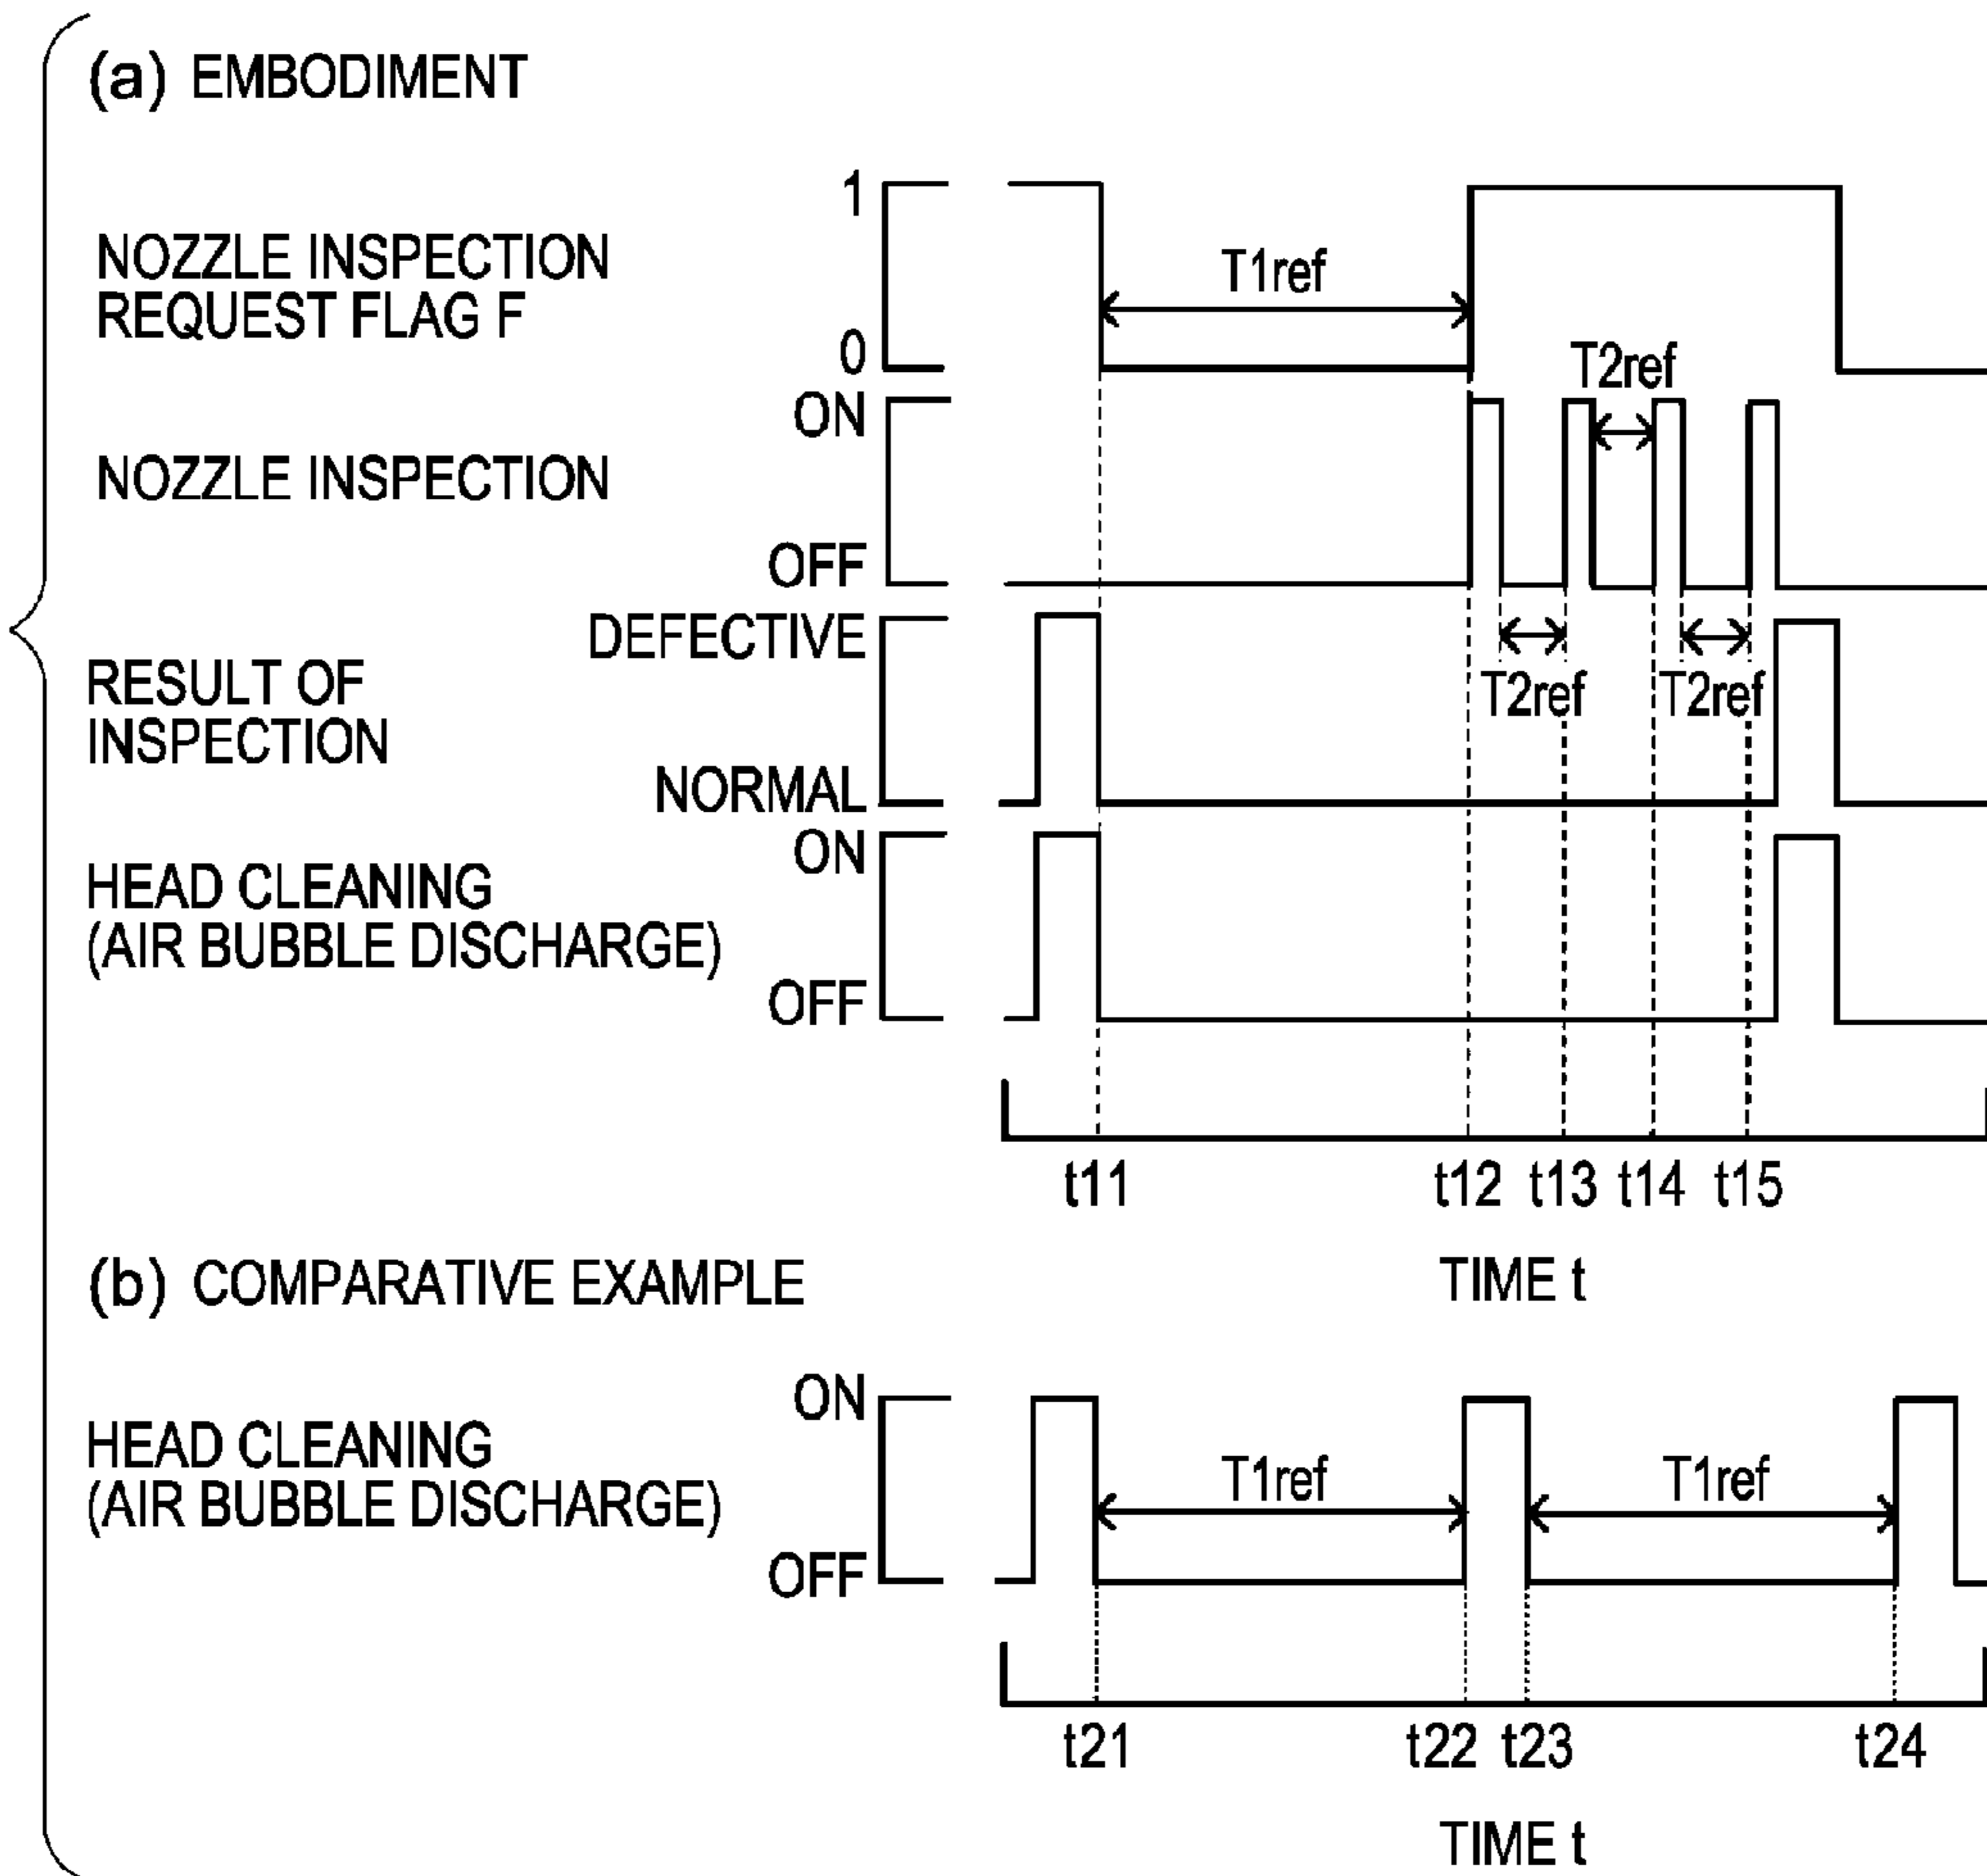 (a) EMBODIMENT
1
NOZZLE INSPECTION
REQUEST FLAG F
T1ref
0
T2ref
ON
NOZZLE INSPECTION
OFF
DEFECTIVE
RESULT OF
INSPECTION
T2ref T2ref
NORMAL
ON
HEAD CLEANING
(AIR BUBBLE DISCHARGE)
OFF
t11 t12 t13 t14 t15
TIME t
(b) COMPARATIVE EXAMPLE
ON
HEAD CLEANING
(AIR BUBBLE DISCHARGE)
T1ref T1ref
OFF
t21 t22 t23 t24
TIME t